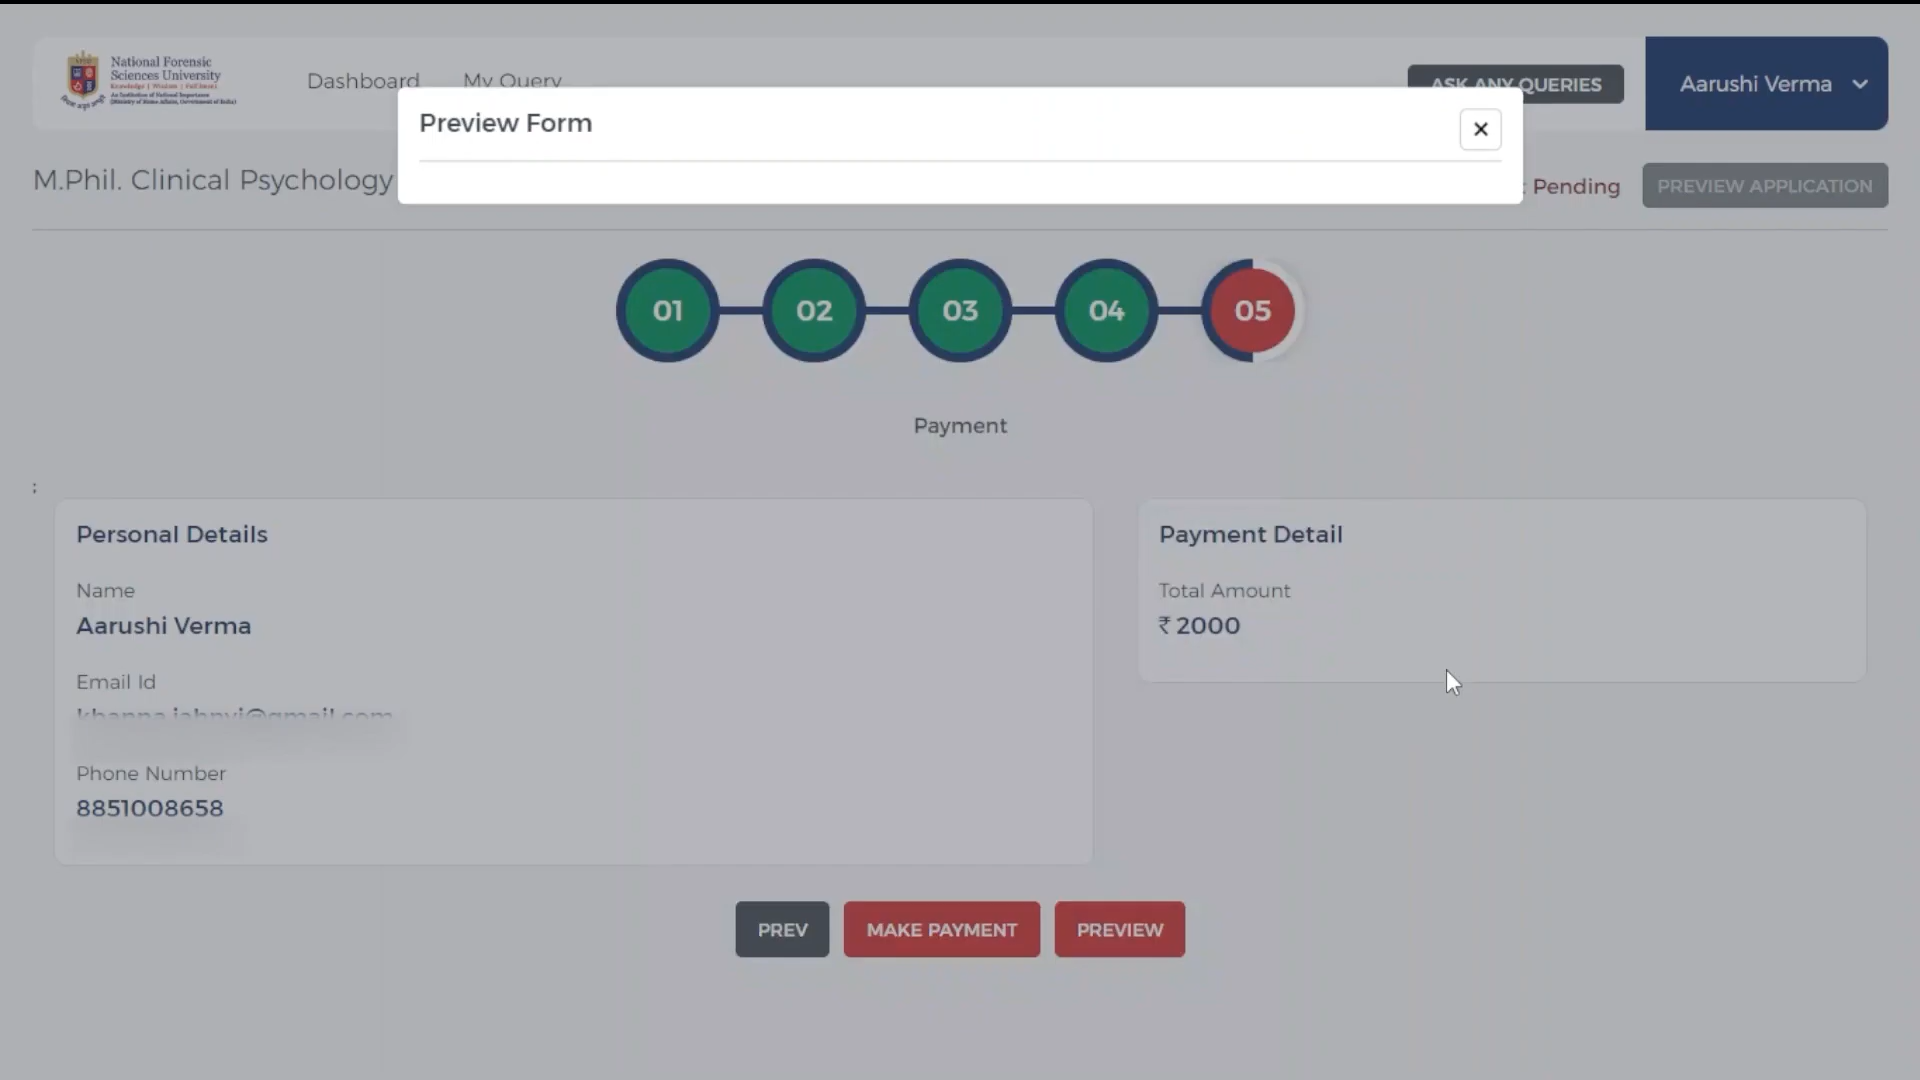 National Forensic
Sciences University
Knowledge | Wisdom | Fulfilment
An Institution of National Importance
(Ministry of Home Affairs, Government of India)
Dashboard
My Query
ASK ANY QUERIES
Aarushi Verma
Preview Form
M.Phil. Clinical Psychology
: Pending
PREVIEW APPLICATION
01
02
03
04
05
Payment
:
Personal Details
Name
Aarushi Verma
Email Id
khanna.jahnvi@gmail.com
Phone Number
8851008658
Payment Detail
Total Amount
₹ 2000
PREV
MAKE PAYMENT
PREVIEW